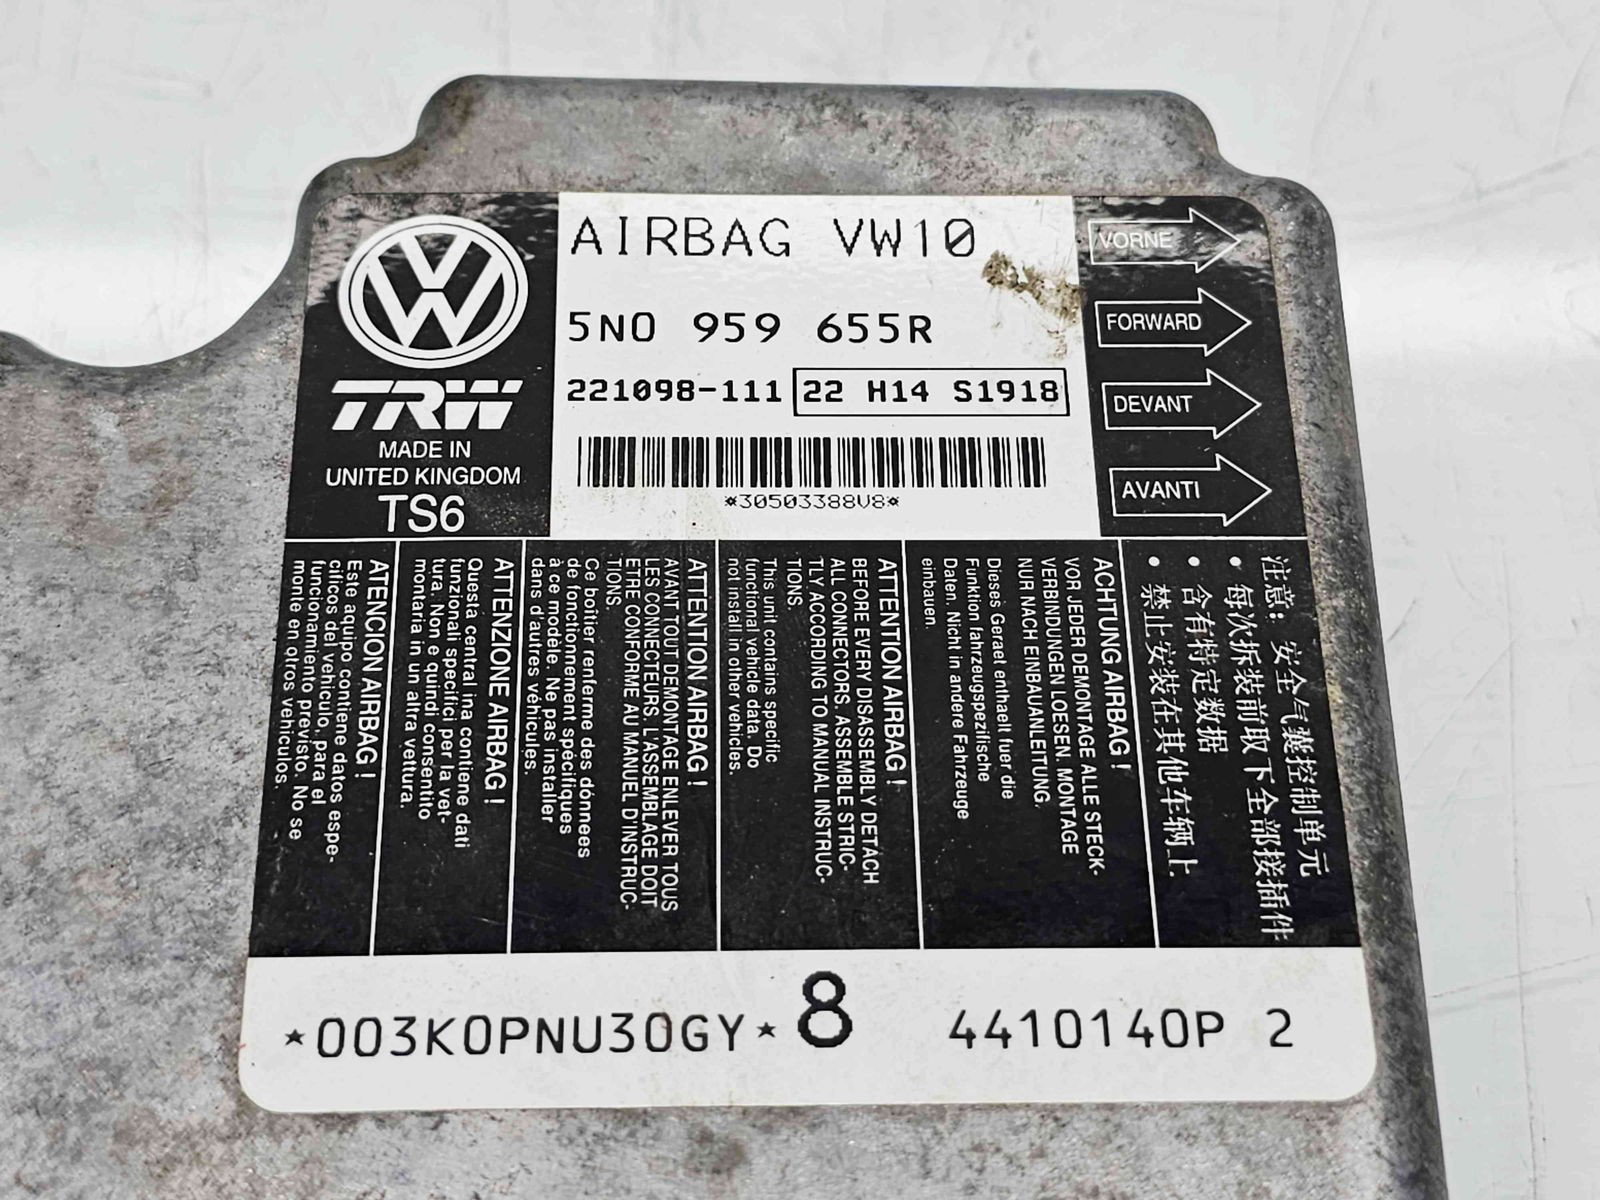 AIRBAG VW10
5N0 959 655R
221098-111 22 H14 S1918
*30503388V8*
TRW
MADE IN
UNITED KINGDOM
TS6
VORNE
FORWARD
DEVANT
AVANTI
注意: 安全气囊控制单元
• 每次拆装前取下全部接插件
• 含有特定数据
• 禁止安装在其他车辆上
ACHTUNG AIRBAG!
VOR JEDER DEMONTAGE ALLE STECK-
VERBINDUNGEN LOESEN. MONTAGE
NUR NACH EINBAUANLEITUNG.
Dieses Geraet enthaelt fuer die
Funktion fahrzeugspezifische
Daten. Nicht in andere Fahrzeuge
einbauen.
ATTENTION AIRBAG!
BEFORE EVERY DISASSEMBLY DETACH
ALL CONNECTORS. ASSEMBLE STRIC-
TLY ACCORDING TO MANUAL INSTRUC-
TIONS.
This unit contains specific
functional vehicle data. Do
not install in other vehicles.
ATTENTION AIRBAG!
AVANT TOUT DEMONTAGE ENLEVER TOUS
LES CONNECTEURS. L'ASSEMBLAGE DOIT
ETRE CONFORME AU MANUEL D'INSTRUC-
TIONS.
Ce boîtier renferme des données
de fonctionnement spécifiques
à ce modèle. Ne pas installer
dans d'autres véhicules.
ATTENZIONE AIRBAG!
Questa centralina contiene dati
funzionali specifici per la vet-
tura. Non e quindi consentito
montarla in un altra vettura.
ATENCION AIRBAG!
Este aquipo contiene datos espe-
cificos del vehiculo, para el
funcionamiento previsto. No se
monte en otros vehiculos.
*003K0PNU30GY* 8 4410140P 2